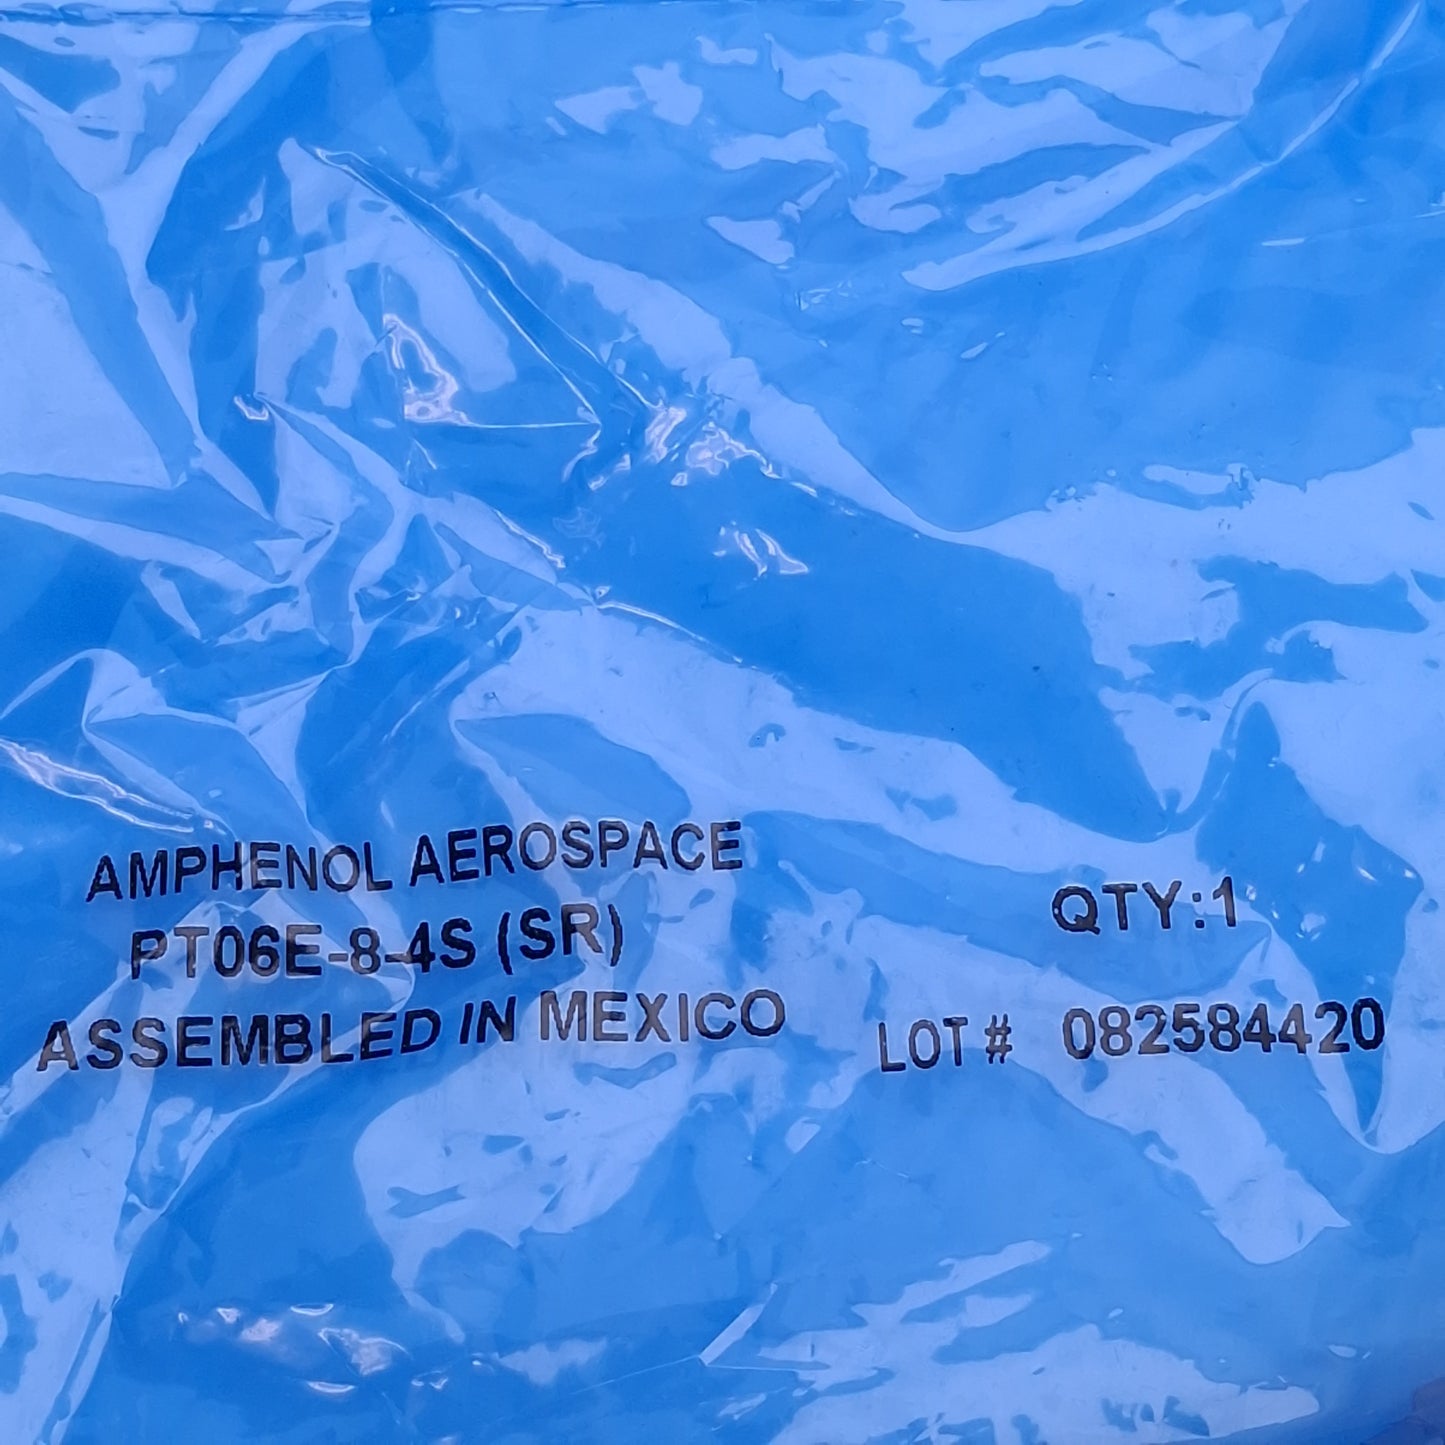 AMPHENOL AEROSPACE
PT06E-8-4S (SR)
ASSEMBLED IN MEXICO
QTY:1
LOT # 082584420